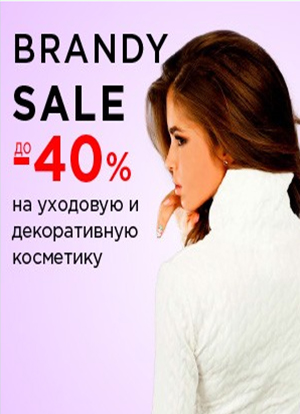 BRANDY
SALE
до
-40%
на уходовую и
декоративную
косметику